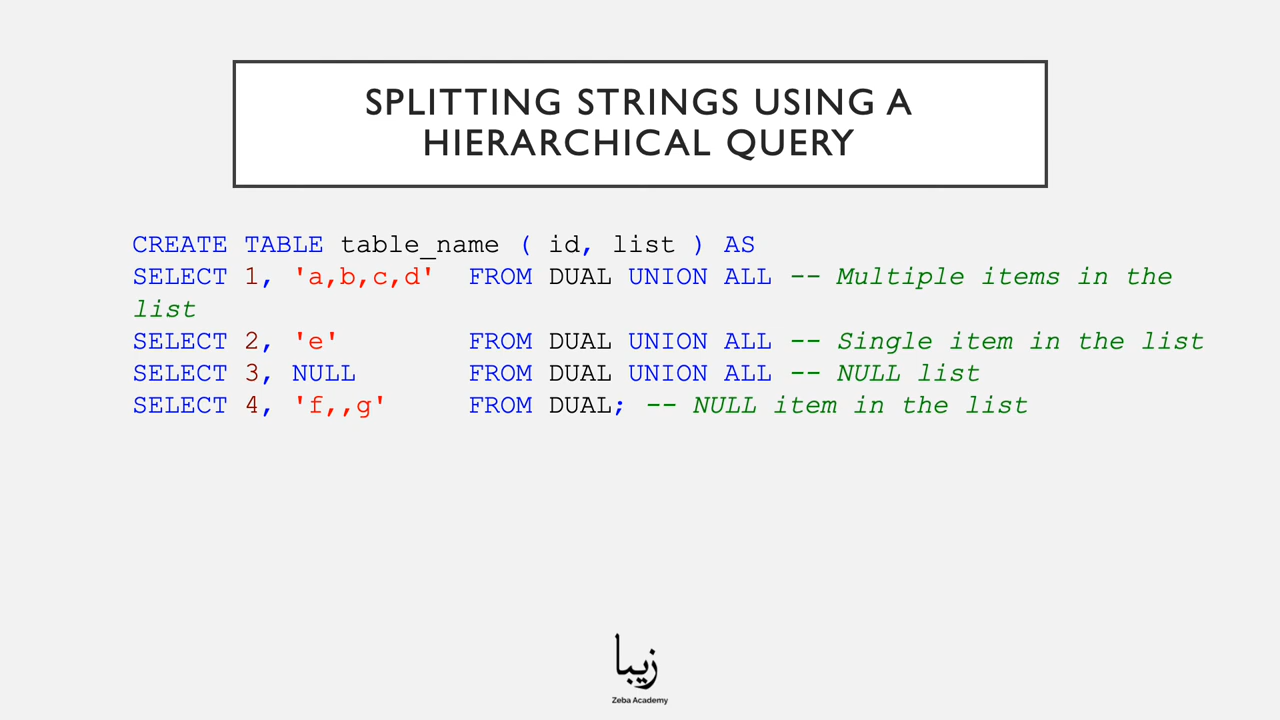 SPLITTING STRINGS USING A
HIERARCHICAL QUERY
CREATE TABLE table_name ( id, list ) AS
SELECT 1, 'a,b,c,d'  FROM DUAL UNION ALL -- Multiple items in the
list
SELECT 2, 'e'        FROM DUAL UNION ALL -- Single item in the list
SELECT 3, NULL       FROM DUAL UNION ALL -- NULL list
SELECT 4, 'f,,g'     FROM DUAL; -- NULL item in the list
زیبا
Zeba Academy